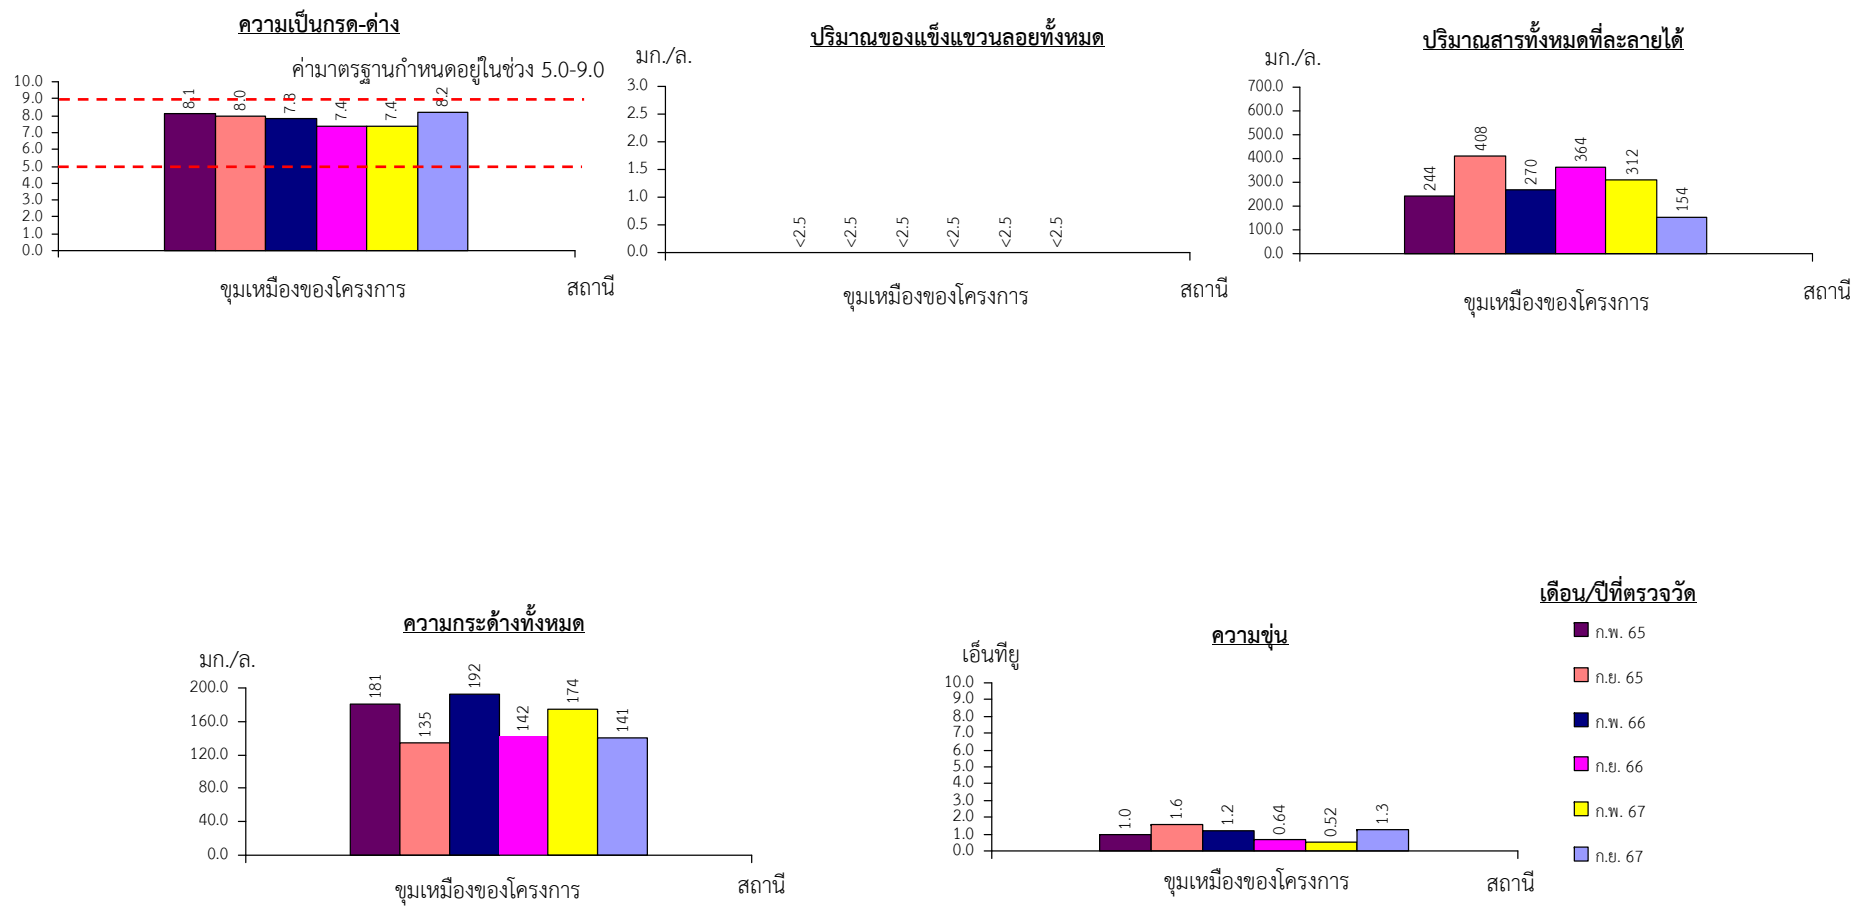 ความเป็นกรด-ด่าง
ค่ามาตรฐานกำหนดอยู่ในช่วง 5.0-9.0
10.0
9.0
8.0
7.0
6.0
5.0
4.0
3.0
2.0
1.0
0.0
8.1
8.0
7.8
7.4
7.4
8.2
ขุมเหมืองของโครงการ
สถานี
ปริมาณของแข็งแขวนลอยทั้งหมด
มก./ล.
3.0
2.5
2.0
1.5
1.0
0.5
0.0
<2.5
<2.5
<2.5
<2.5
<2.5
<2.5
ขุมเหมืองของโครงการ
สถานี
ปริมาณสารทั้งหมดที่ละลายได้
มก./ล.
700.0
600.0
500.0
400.0
300.0
200.0
100.0
0.0
244
408
270
364
312
154
ขุมเหมืองของโครงการ
สถานี
ความกระด้างทั้งหมด
มก./ล.
200.0
160.0
120.0
80.0
40.0
0.0
181
135
192
142
174
141
ขุมเหมืองของโครงการ
สถานี
ความขุ่น
เอ็นทียู
10.0
9.0
8.0
7.0
6.0
5.0
4.0
3.0
2.0
1.0
0.0
1.0
1.6
1.2
0.64
0.52
1.3
ขุมเหมืองของโครงการ
สถานี
เดือน/ปีที่ตรวจวัด
ก.พ. 65
ก.ย. 65
ก.พ. 66
ก.ย. 66
ก.พ. 67
ก.ย. 67